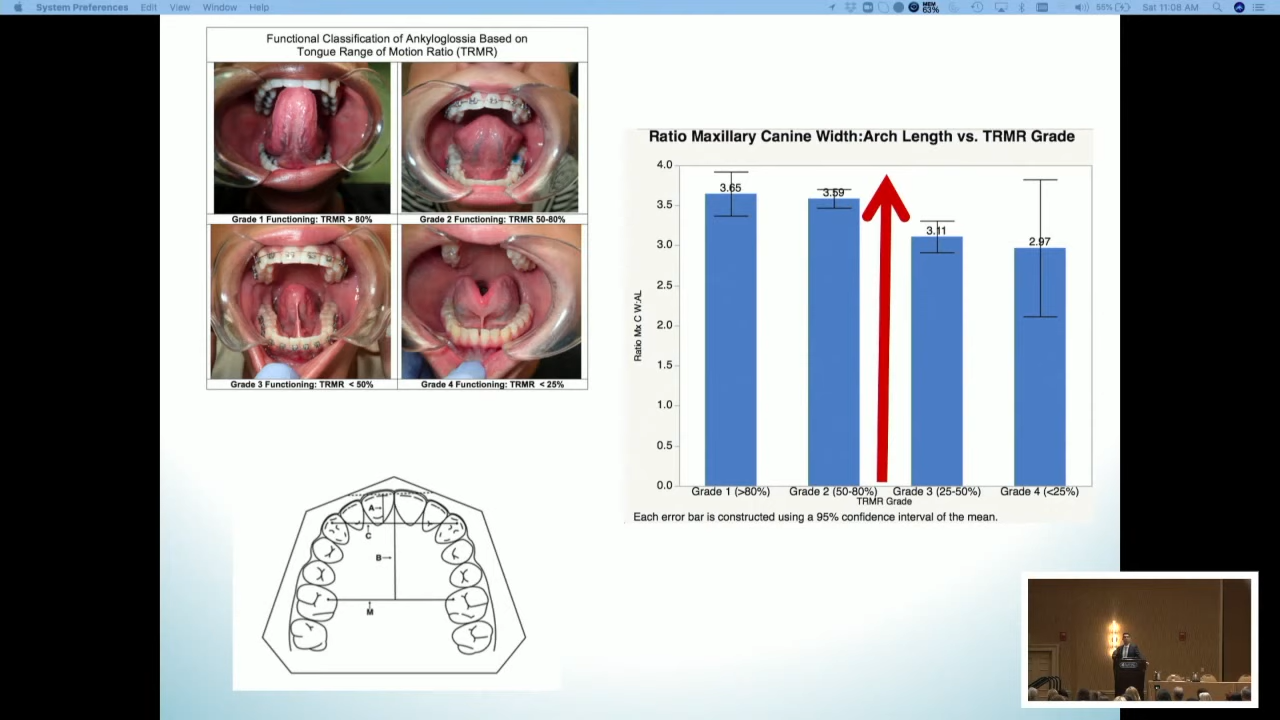 System Preferences Edit View Window Help
MEM
63%
55%
Sat 11:08 AM
Functional Classification of Ankyloglossia Based on
Tongue Range of Motion Ratio (TRMR)
Grade 1 Functioning: TRMR > 80%
Grade 2 Functioning: TRMR 50-80%
Grade 3 Functioning: TRMR < 50%
Grade 4 Functioning: TRMR < 25%
Ratio Maxillary Canine Width:Arch Length vs. TRMR Grade
4.0
3.5
3.0
2.5
2.0
1.5
1.0
0.5
0.0
Ratio Mx C W:AL
3.65
3.59
3.11
2.97
Grade 1 (>80%)
Grade 2 (50-80%)
Grade 3 (25-50%)
Grade 4 (<25%)
TRMR Grade
Each error bar is constructed using a 95% confidence interval of the mean.
A
C
B
M